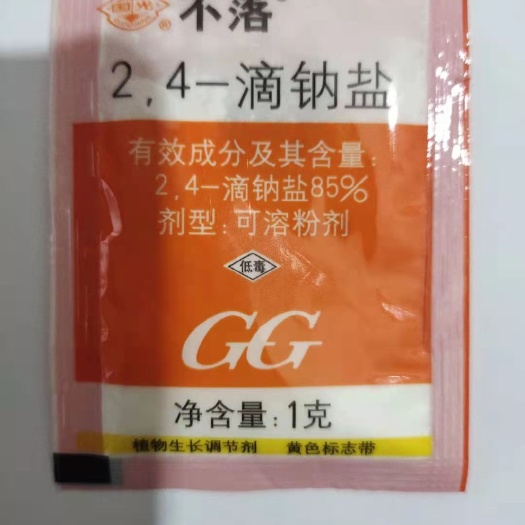 国光®
不落®
2,4—滴钠盐
有效成分及其含量:
2,4—滴钠盐85%
剂型:可溶粉剂
低毒
GG
净含量:1克
植物生长调节剂 黄色标志带